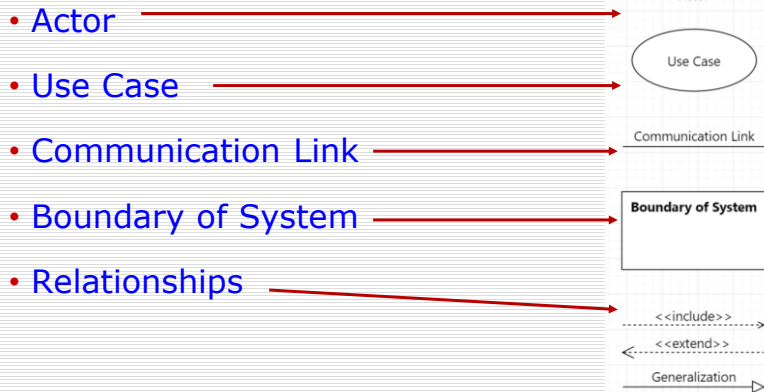 • Actor
• Use Case
• Communication Link
• Boundary of System
• Relationships
Use Case
Communication Link
Boundary of System
<<include>>
<<extend>>
Generalization